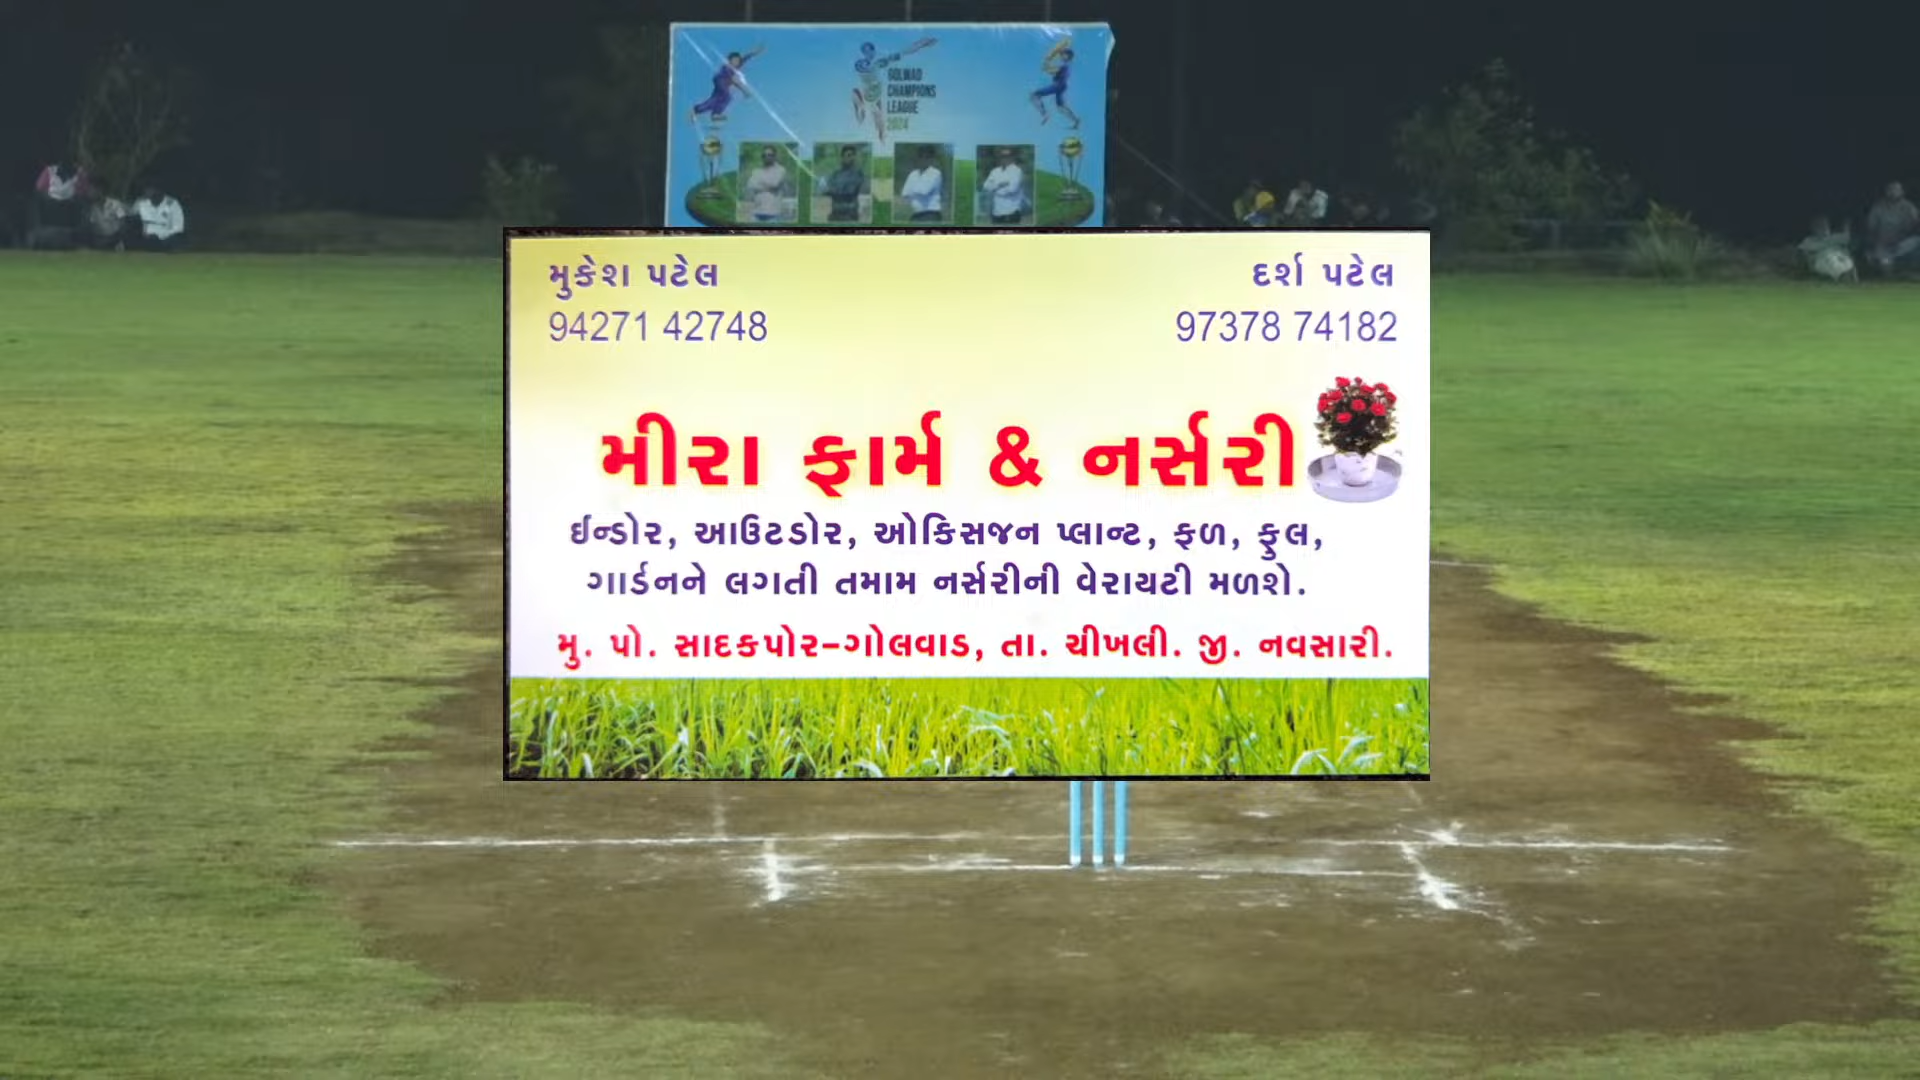 GOLWAD
CHAMPIONS
LEAGUE
2024
મુકેશ પટેલ
94271 42748
દર્શ પટેલ
97378 74182
મીરા ફાર્મ & નર્સરી
ઈન્ડોર, આઉટડોર, ઓકિસજન પ્લાન્ટ, ફળ, ફુલ,
ગાર્ડનને લગતી તમામ નર્સરીની વેરાયટી મળશે.
મુ. પો. સાદકપોર-ગોલવાડ, તા. ચીખલી. જી. નવસારી.